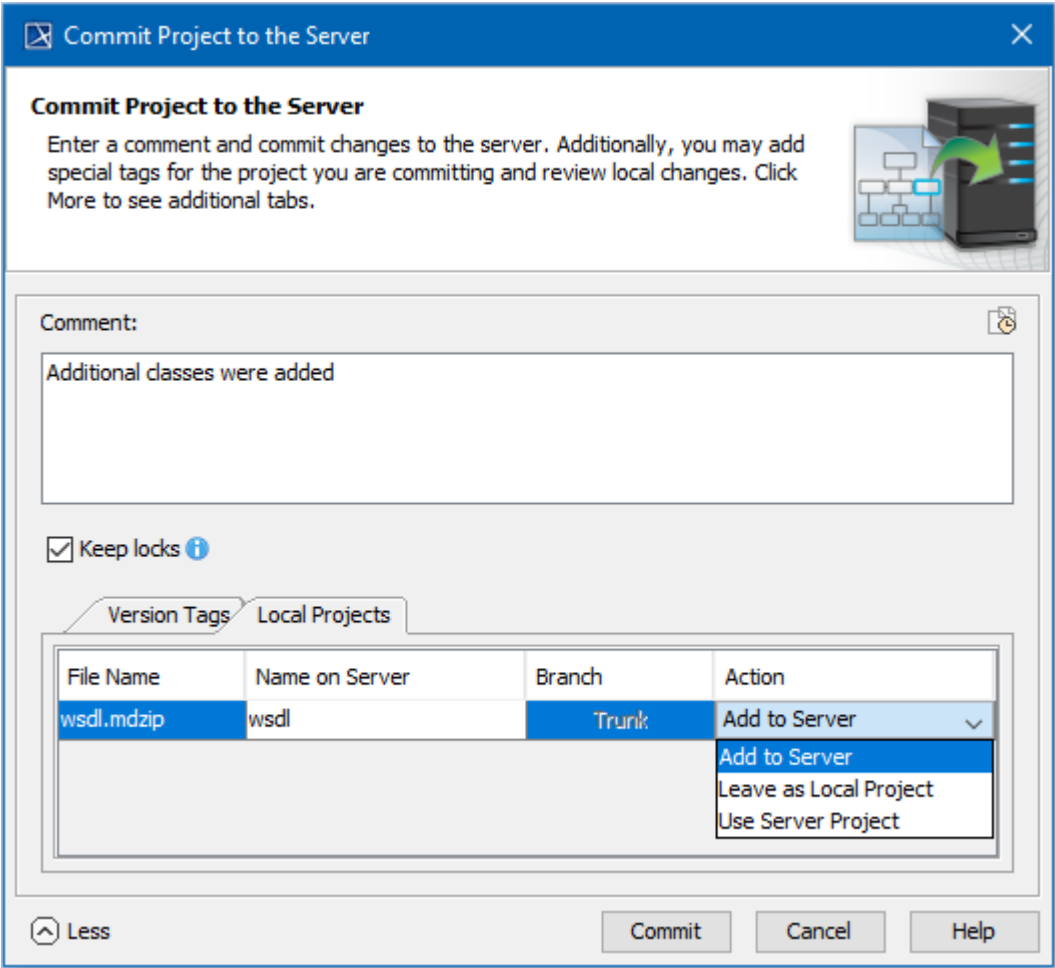 Commit Project to the Server
Commit Project to the Server
Enter a comment and commit changes to the server. Additionally, you may add
special tags for the project you are committing and review local changes. Click
More to see additional tabs.
Comment:
Additional classes were added
Keep locks
Version Tags Local Projects
File Name Name on Server Branch Action
wsdl.mdzip wsdl Trunk Add to Server
Add to Server
Leave as Local Project
Use Server Project
Less Commit Cancel Help